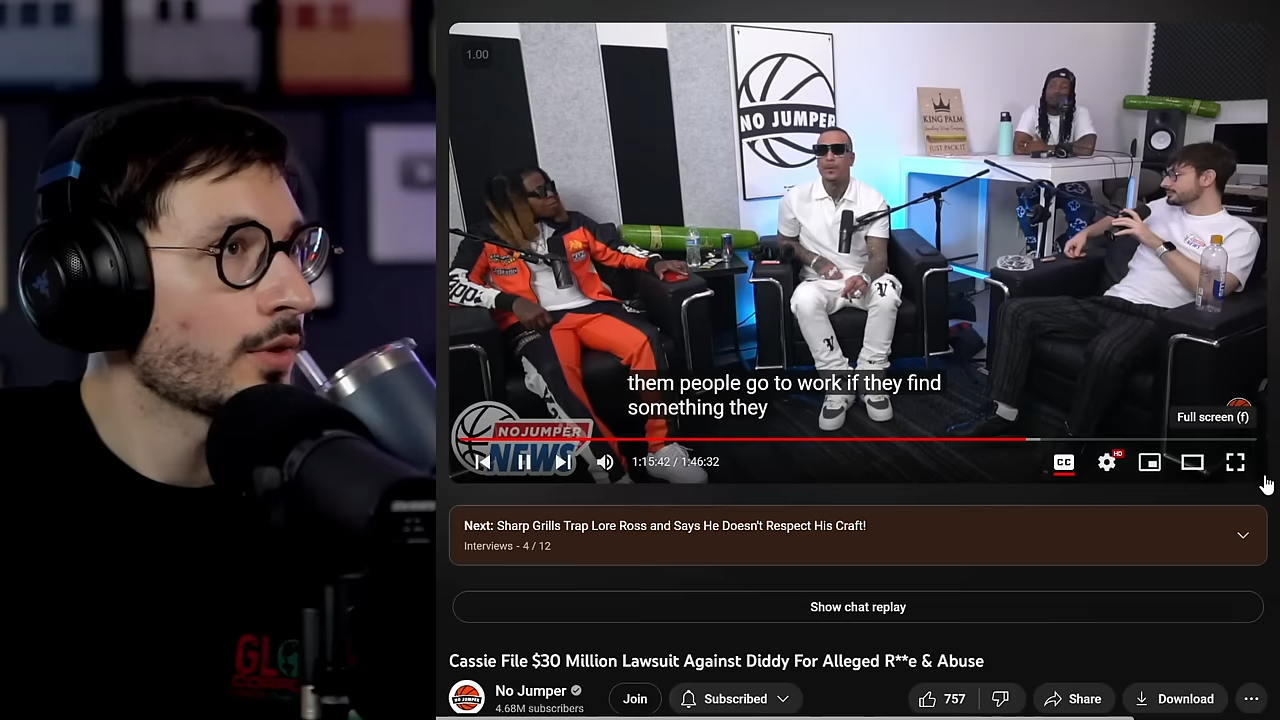 1.00
NO JUMPER
KING PALM
JUST PACK IT
them people go to work if they find
something they
NOJUMPER
NEWS
Full screen (f)
1:15:42 / 1:46:32
CC
HD
Next: Sharp Grills Trap Lore Ross and Says He Doesn't Respect His Craft!
Interviews - 4 / 12
Show chat replay
Cassie File $30 Million Lawsuit Against Diddy For Alleged R**e & Abuse
No Jumper
4.68M subscribers
Join
Subscribed
757
Share
Download